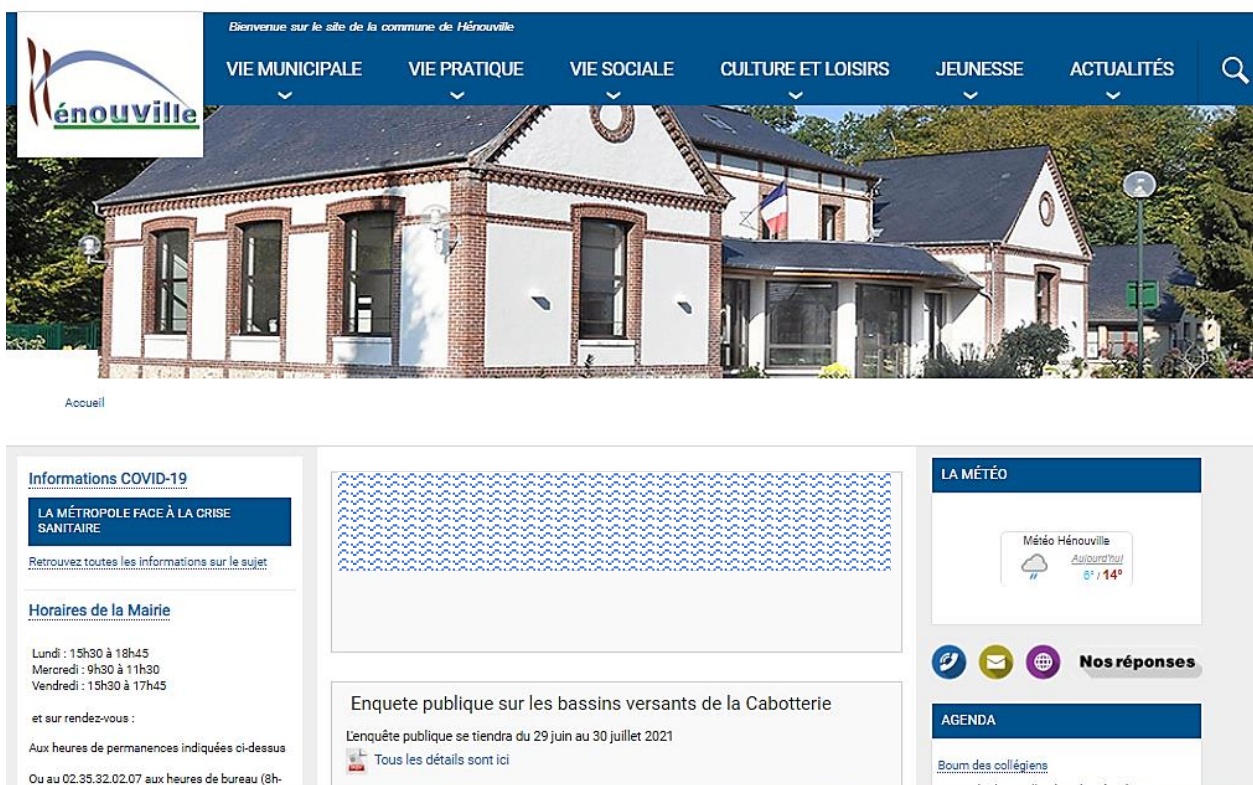 Bienvenue sur le site de la commune de Hénouville
Hénouville
VIE MUNICIPALE
VIE PRATIQUE
VIE SOCIALE
CULTURE ET LOISIRS
JEUNESSE
ACTUALITÉS
Accueil
Informations COVID-19
LA MÉTROPOLE FACE À LA CRISE
SANITAIRE
Retrouvez toutes les informations sur le sujet
Horaires de la Mairie
Lundi : 15h30 à 18h45
Mercredi : 9h30 à 11h30
Vendredi : 15h30 à 17h45
et sur rendez-vous :
Aux heures de permanences indiquées ci-dessus
Ou au 02.35.32.02.07 aux heures de bureau (8h-
Enquete publique sur les bassins versants de la Cabotterie
L'enquête publique se tiendra du 29 juin au 30 juillet 2021
Tous les détails sont ici
LA MÉTÉO
Météo Hénouville
Aujourd'hui
6° / 14°
Nos réponses
AGENDA
Boum des collégiens